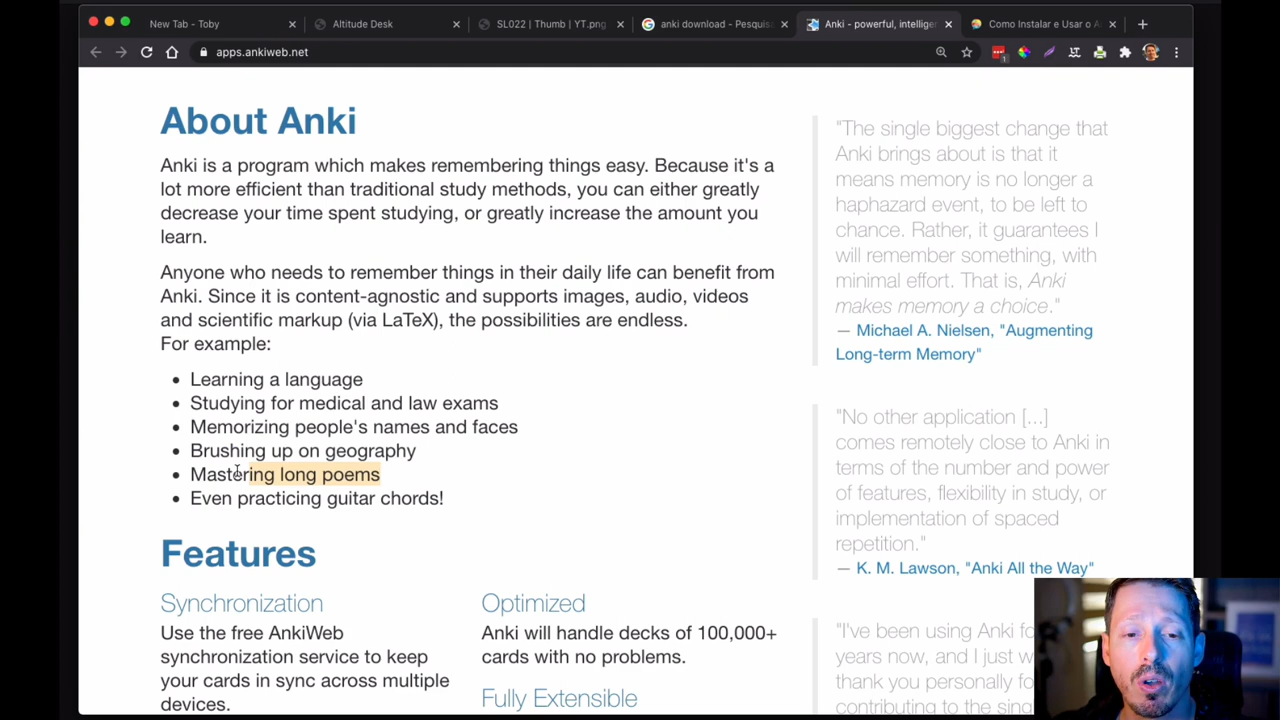 New Tab - Toby
Altitude Desk
SL022 | Thumb | YT.png
anki download - Pesquis
Anki - powerful, intellige
Como Instalar e Usar o A
apps.ankiweb.net
1
About Anki
Anki is a program which makes remembering things easy. Because it's a
lot more efficient than traditional study methods, you can either greatly
decrease your time spent studying, or greatly increase the amount you
learn.
Anyone who needs to remember things in their daily life can benefit from
Anki. Since it is content-agnostic and supports images, audio, videos
and scientific markup (via LaTeX), the possibilities are endless.
For example:
Learning a language
Studying for medical and law exams
Memorizing people's names and faces
Brushing up on geography
Mastering long poems
Even practicing guitar chords!
Features
Synchronization
Use the free AnkiWeb
synchronization service to keep
your cards in sync across multiple
devices.
Optimized
Anki will handle decks of 100,000+
cards with no problems.
Fully Extensible
"The single biggest change that
Anki brings about is that it
means memory is no longer a
haphazard event, to be left to
chance. Rather, it guarantees I
will remember something, with
minimal effort. That is, Anki
makes memory a choice."
— Michael A. Nielsen, "Augmenting
Long-term Memory"
"No other application [...]
comes remotely close to Anki in
terms of the number and power
of features, flexibility in study, or
implementation of spaced
repetition."
— K. M. Lawson, "Anki All the Way"
"I've been using Anki fo
years now, and I just w
thank you personally fo
contributing to the sing